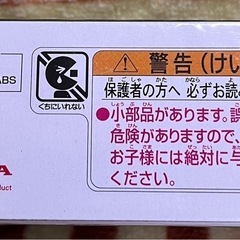 ABS
くちにいれない
警告(けい
保護者の方へ 必ずお読
ほごしゃ かた かなら よ
●小部品があります。誤
しょうぶひん ご
危険がありますので、
きけん
お子様には絶対に与
こさま ぜったい あた
ください。
A
duct